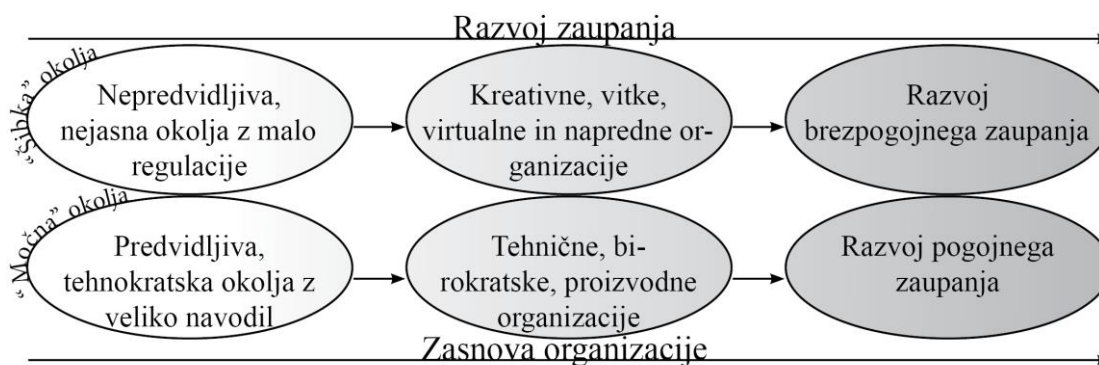 Razvoj zaupanja
“Šibka” okolja
Nepredvidljiva,
nejasna okolja z malo
regulacije
Kreativne, vitke,
virtualne in napredne or-
ganizacije
Razvoj
brezpogojnega zaupanja
“Močna” okolja
Predvidljiva,
tehnokratska okolja z
veliko navodil
Tehnične, bi-
rokratske, proizvodne
organizacije
Razvoj pogojnega
zaupanja
Zasnova organizacije